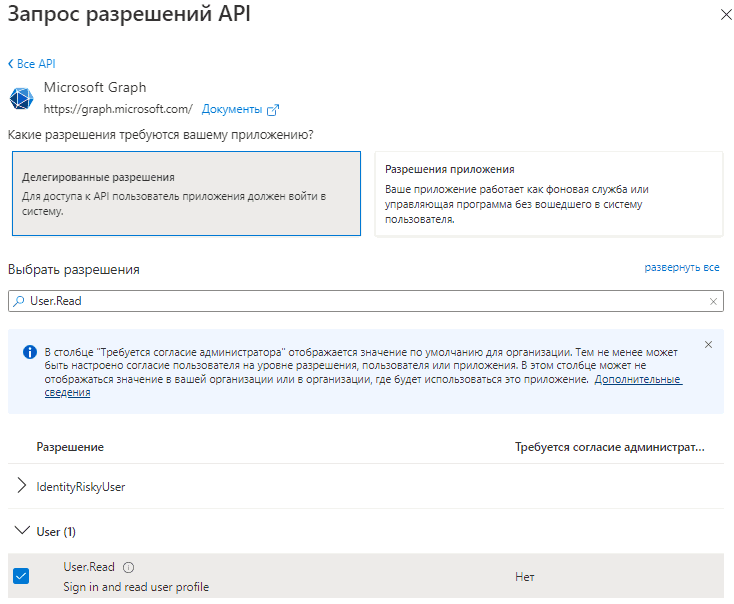 Запрос разрешений API
Все API
Microsoft Graph
https://graph.microsoft.com/ Документы
Какие разрешения требуются вашему приложению?
Делегированные разрешения
Для доступа к API пользователь приложения должен войти в
систему.
Разрешения приложения
Ваше приложение работает как фоновая служба или
управляющая программа без вошедшего в систему
пользователя.
Выбрать разрешения
развернуть все
User.Read
В столбце "Требуется согласие администратора" отображается значение по умолчанию для организации. Тем не менее может
быть настроено согласие пользователя на уровне разрешения, пользователя или приложения. В этом столбце может не
отображаться значение в вашей организации или в организации, где будет использоваться это приложение. Дополнительные
сведения
Разрешение Требуется согласие администрат...
IdentityRiskyUser
User (1)
User.Read
Sign in and read user profile
Нет